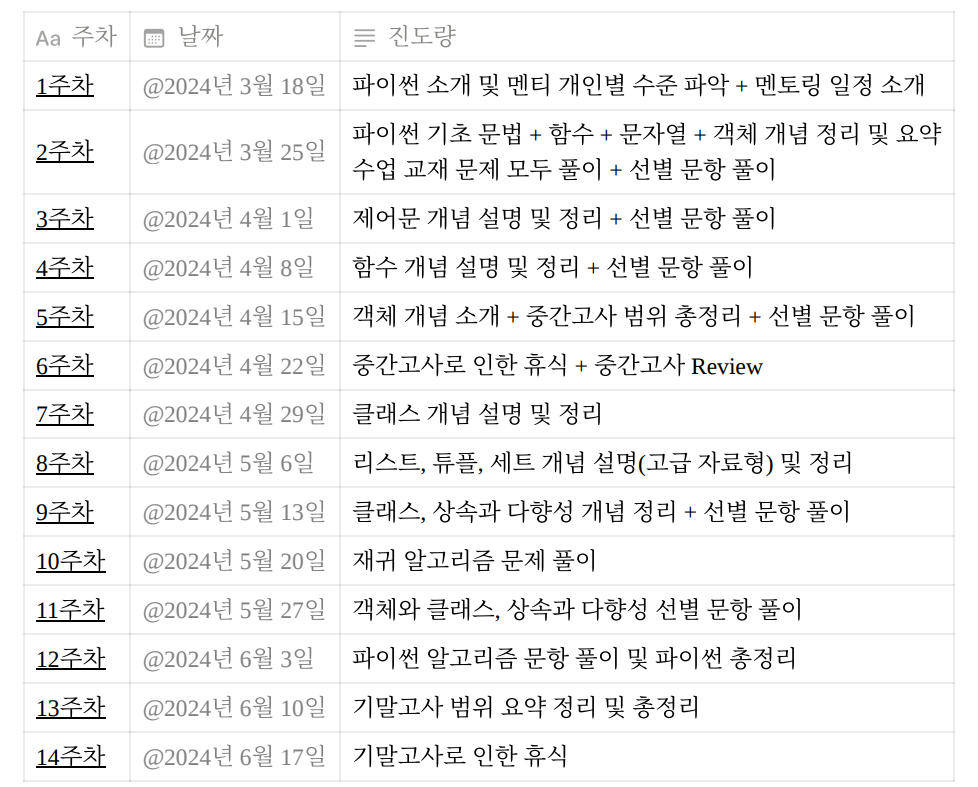 Aa 주차 날짜 진도량
1주차 @2024년 3월 18일 파이썬 소개 및 멘티 개인별 수준 파악 + 멘토링 일정 소개
2주차 @2024년 3월 25일 파이썬 기초 문법 + 함수 + 문자열 + 객체 개념 정리 및 요약
수업 교재 문제 모두 풀이 + 선별 문항 풀이
3주차 @2024년 4월 1일 제어문 개념 설명 및 정리 + 선별 문항 풀이
4주차 @2024년 4월 8일 함수 개념 설명 및 정리 + 선별 문항 풀이
5주차 @2024년 4월 15일 객체 개념 소개 + 중간고사 범위 총정리 + 선별 문항 풀이
6주차 @2024년 4월 22일 중간고사로 인한 휴식 + 중간고사 Review
7주차 @2024년 4월 29일 클래스 개념 설명 및 정리
8주차 @2024년 5월 6일 리스트, 튜플, 세트 개념 설명(고급 자료형) 및 정리
9주차 @2024년 5월 13일 클래스, 상속과 다향성 개념 정리 + 선별 문항 풀이
10주차 @2024년 5월 20일 재귀 알고리즘 문제 풀이
11주차 @2024년 5월 27일 객체와 클래스, 상속과 다향성 선별 문항 풀이
12주차 @2024년 6월 3일 파이썬 알고리즘 문항 풀이 및 파이썬 총정리
13주차 @2024년 6월 10일 기말고사 범위 요약 정리 및 총정리
14주차 @2024년 6월 17일 기말고사로 인한 휴식